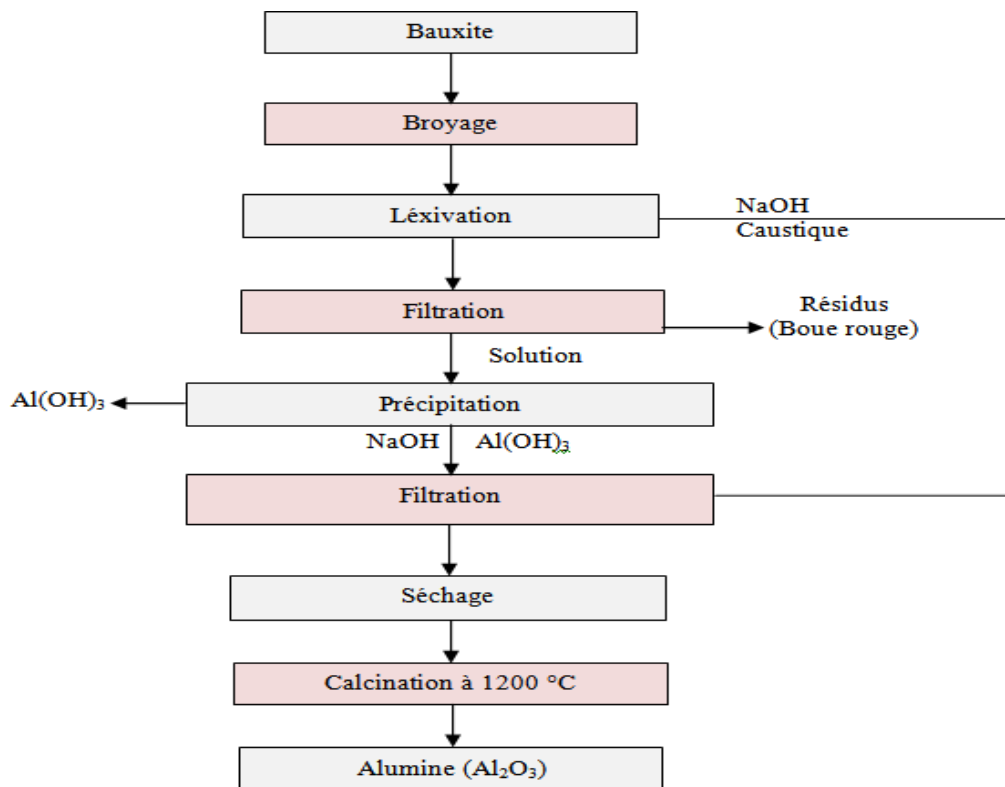 Bauxite
Broyage
Léxivation
NaOH
Caustique
Filtration
Résidus
(Boue rouge)
Solution
Al(OH)₃
Précipitation
NaOH Al(OH)₃
Filtration
Séchage
Calcination à 1200 °C
Alumine (Al₂O₃)